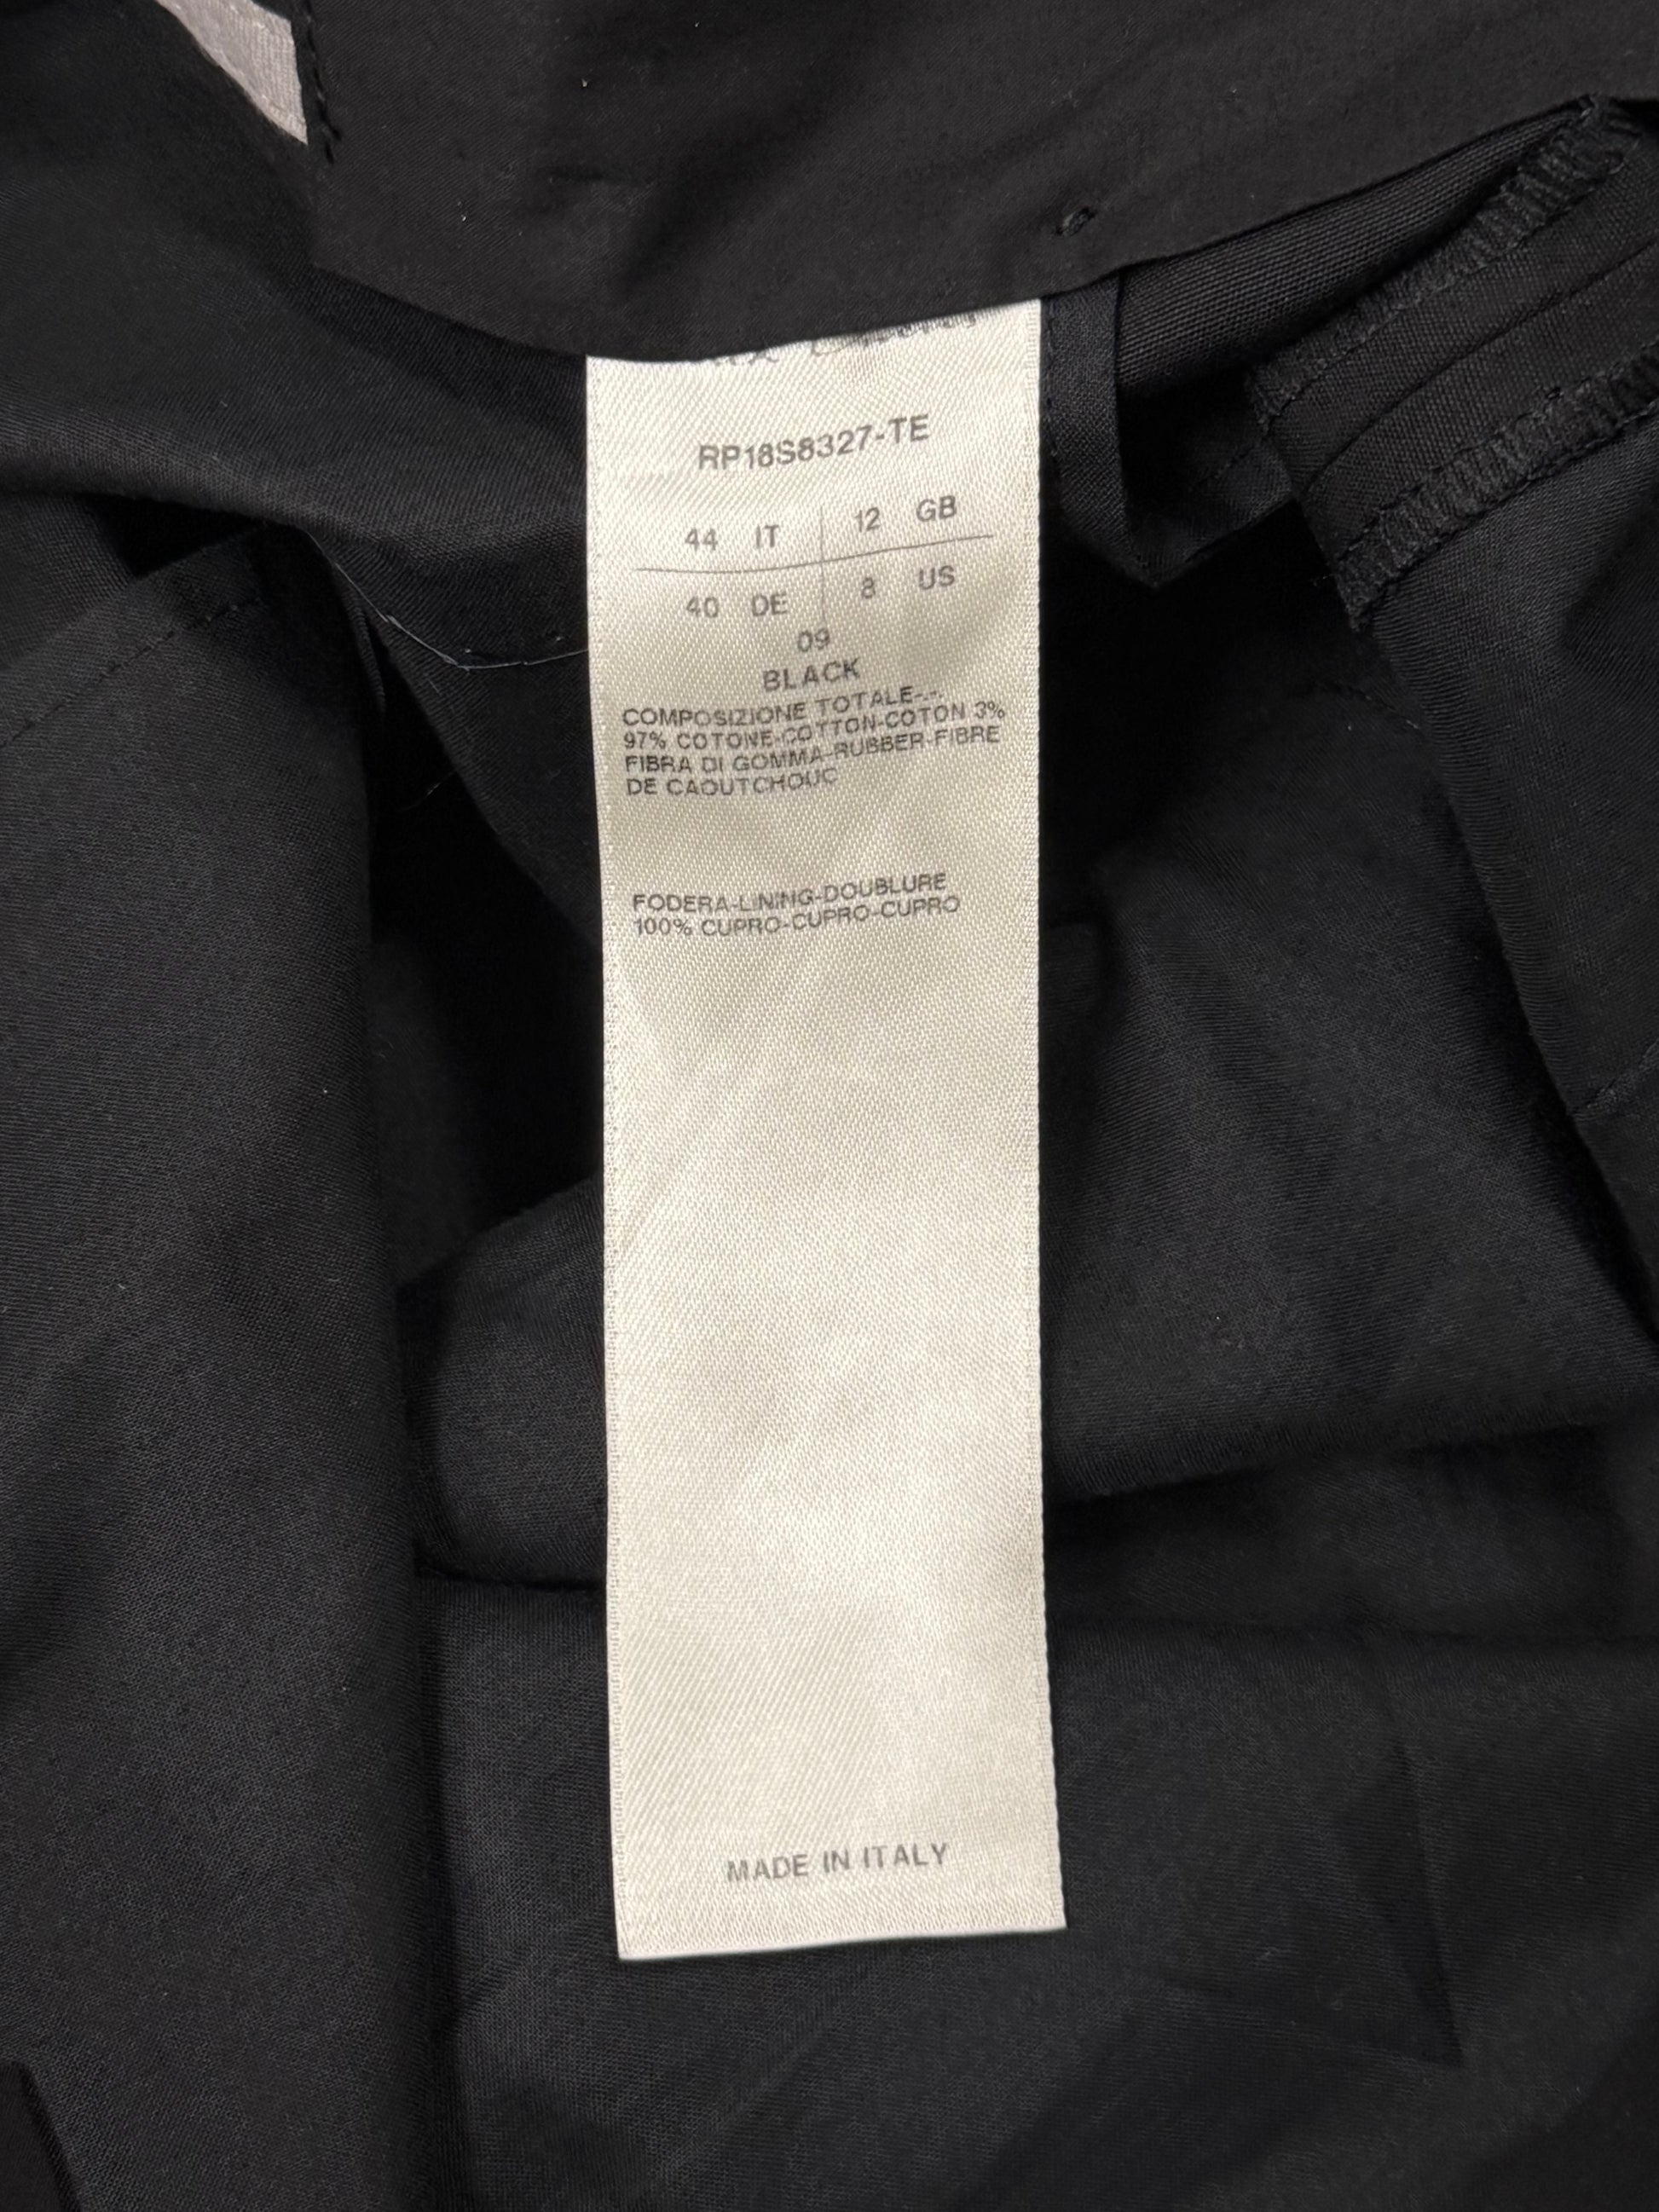 RP18S8327-TE
44 IT 12 GB
40 DE 8 US
09
BLACK
COMPOSIZIONE TOTALE-.-.
97% COTONE-COTTON-COTON 3%
FIBRA DI GOMMA-RUBBER-FIBRE
DE CAOUTCHOUC
FODERA-LINING-DOUBLURE
100% CUPRO-CUPRO-CUPRO
MADE IN ITALY